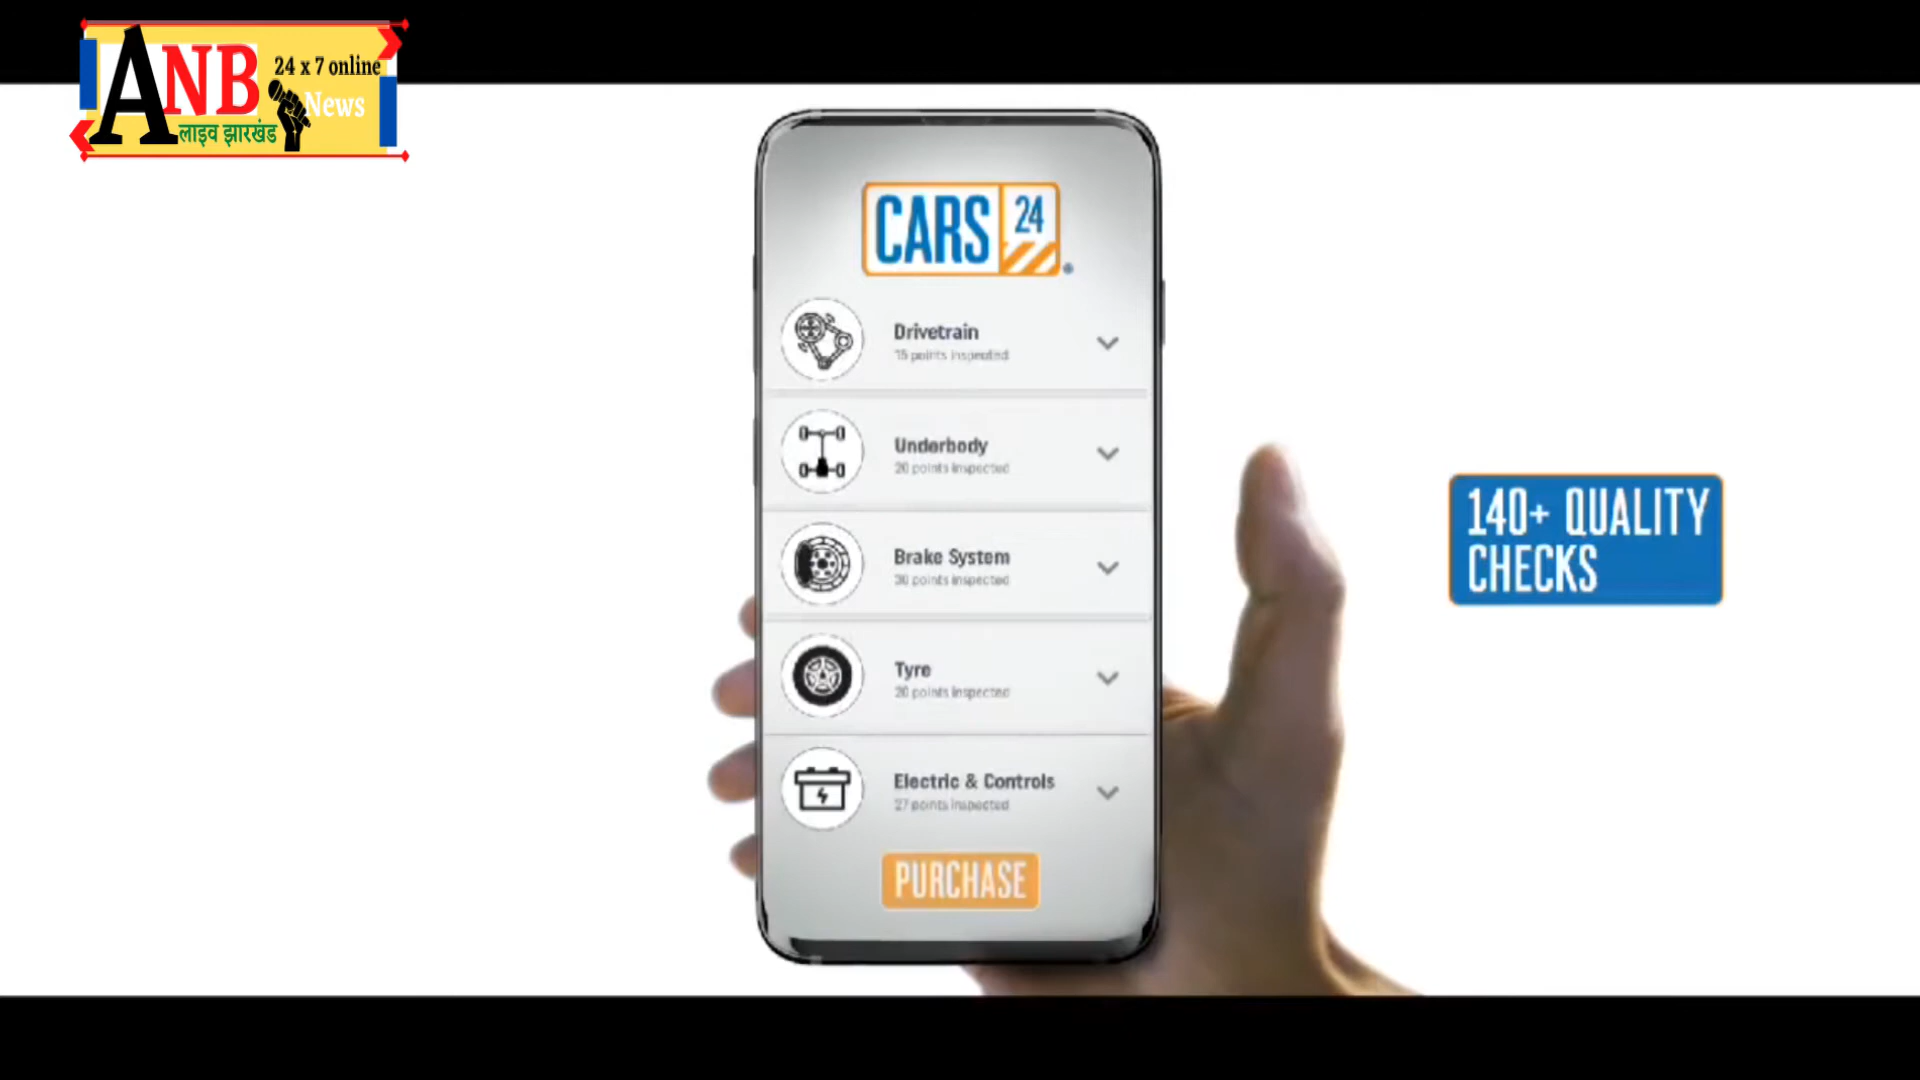 ANB
24 x 7 online
News
लाइव झारखंड
CARS 24
Drivetrain
15 points inspected
Underbody
20 points inspected
Brake System
30 points inspected
Tyre
20 points inspected
Electric & Controls
27 points inspected
PURCHASE
140+ QUALITY
CHECKS